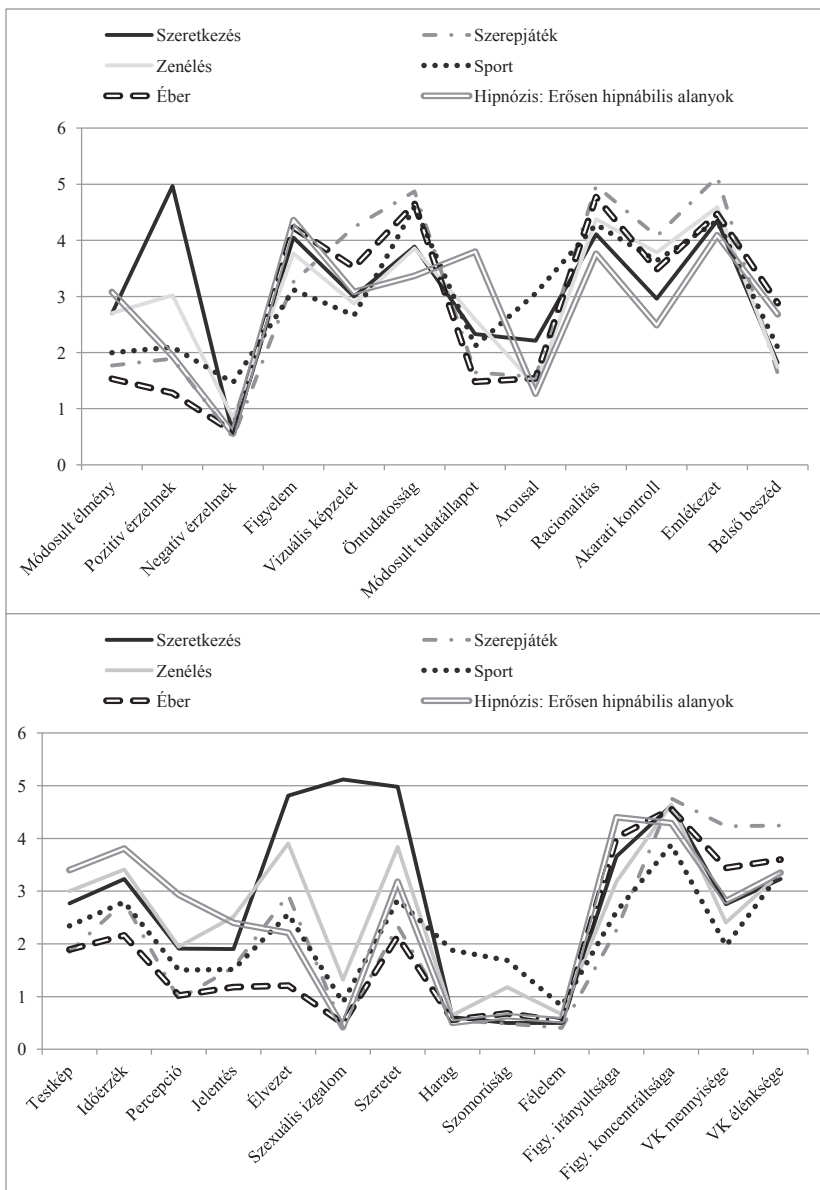 Szeretkezés
Szerepjáték
Zenélés
Sport
Éber
Hipnózis: Erősen hipnábilis alanyok
6
5
4
3
2
1
0
Módosult élmény
Pozitív érzelmek
Negatív érzelmek
Figyelem
Vizuális képzelet
Öntudatosság
Módosult tudatállapot
Arousal
Racionalitás
Akarati kontroll
Emlékezet
Belső beszéd
Szeretkezés
Szerepjáték
Zenélés
Sport
Éber
Hipnózis: Erősen hipnábilis alanyok
6
5
4
3
2
1
0
Testkép
Időérzék
Percepció
Jelentés
Élvezet
Szexuális izgalom
Szeretet
Harag
Szomorúság
Félelem
Figy. irányultsága
Figy. koncentráltsága
VK mennyisége
VK élénksége